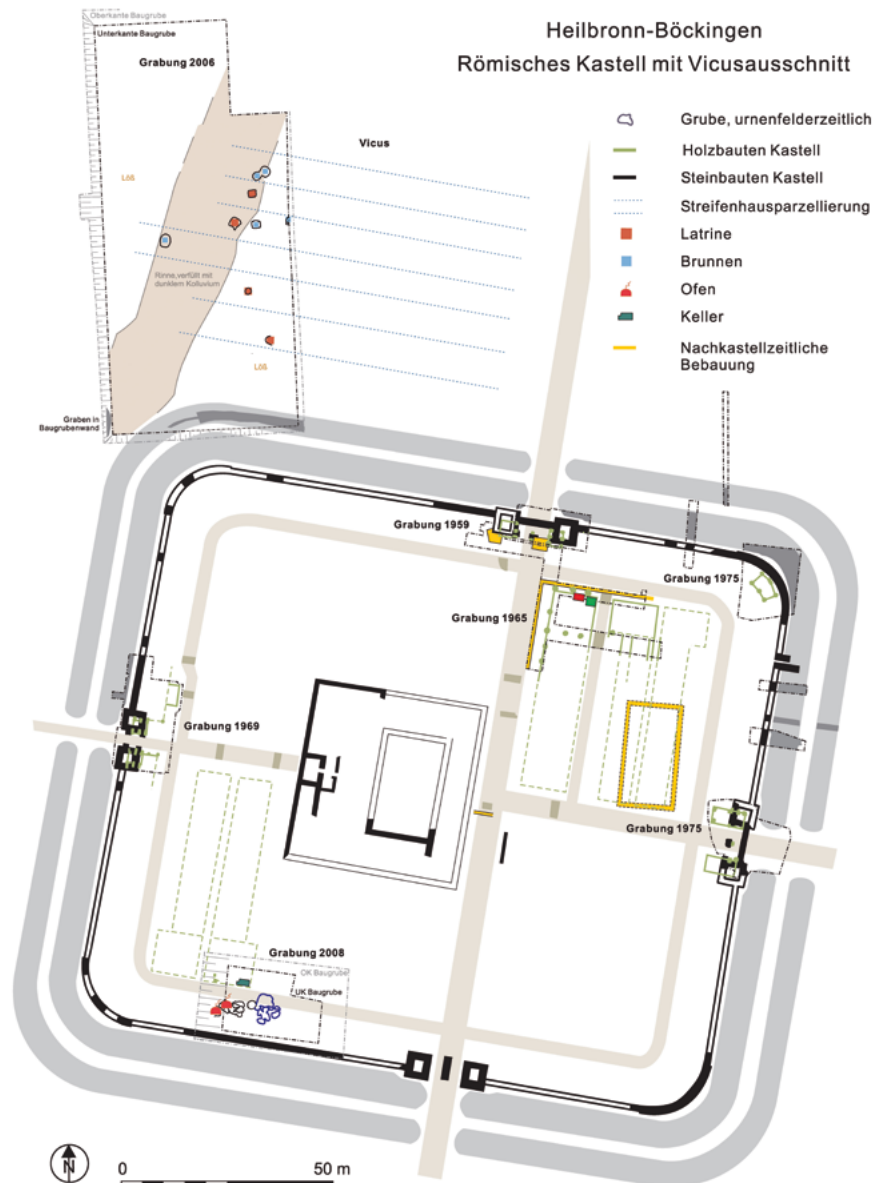 Heilbronn-Böckingen
Römisches Kastell mit Vicusausschnitt
Oberkante Baugrube
Unterkante Baugrube
Grabung 2006
Vicus
Löß
Rinne, verfüllt mit
dunklem Kolluvium
Löß
Graben in
Baugrubenwand
Grube, urnenfelderzeitlich
Holzbauten Kastell
Steinbauten Kastell
Streifenhausparzellierung
Latrine
Brunnen
Ofen
Keller
Nachkastellzeitliche
Bebauung
Grabung 1959
Grabung 1975
Grabung 1965
Grabung 1969
Grabung 1975
Grabung 2008
OK Baugrube
UK Baugrube
N
0 50 m